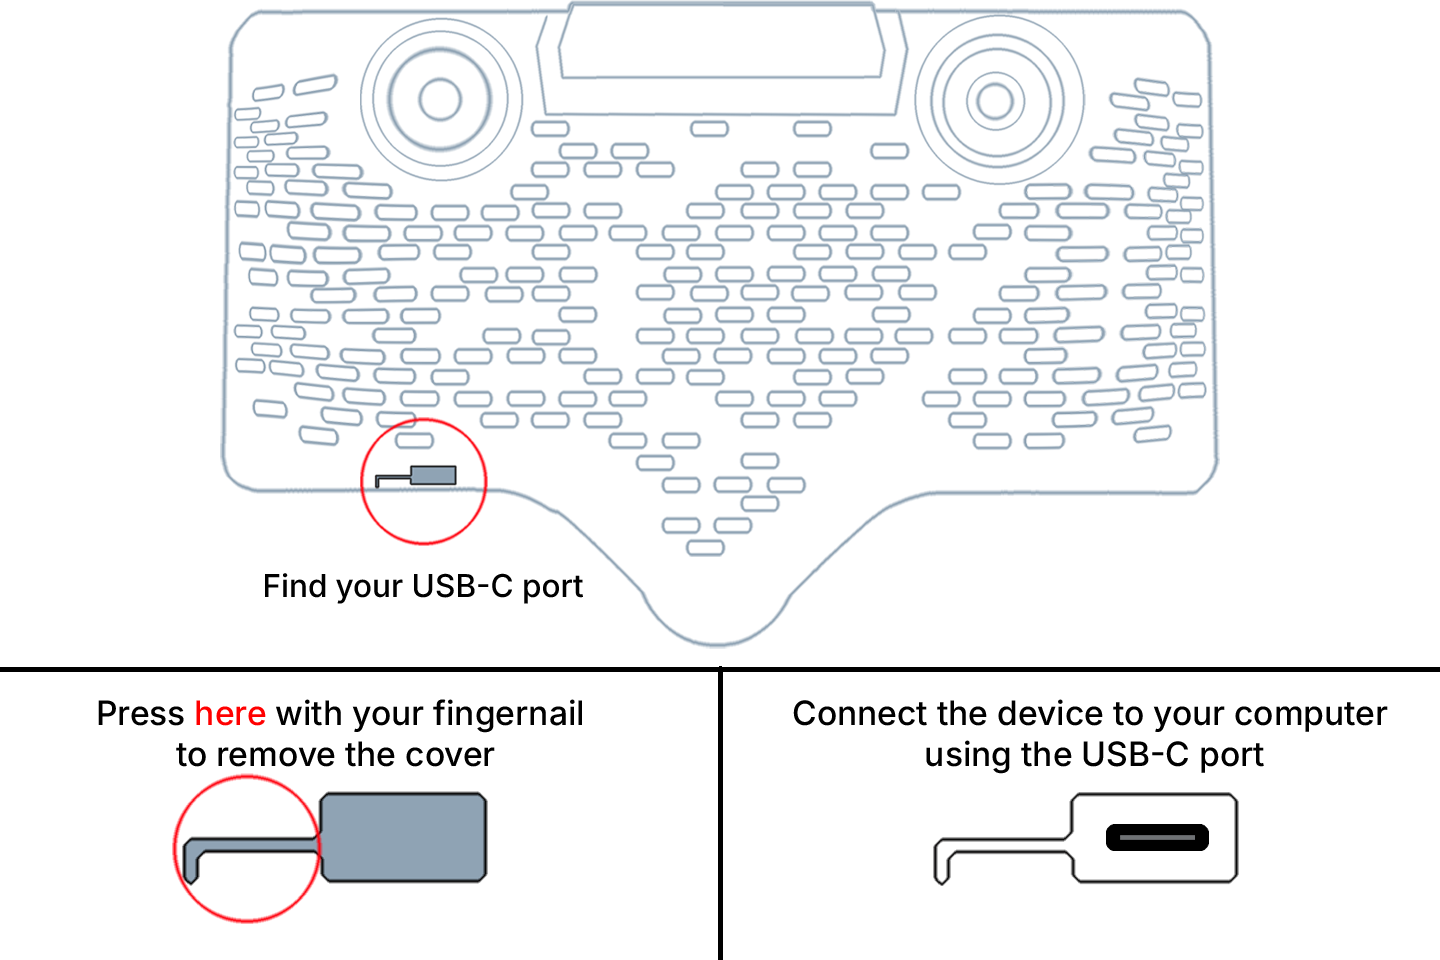 Find your USB-C port
Press here with your fingernail
to remove the cover
Connect the device to your computer
using the USB-C port